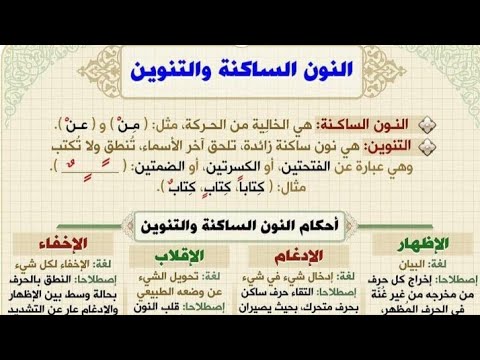 النون الساكنة والتنوين
النون الساكنة: هي الخالية من الحركة، مثل: ( مِنْ ) و ( عنْ ).
التنوين: هي نون ساكنة زائدة، تلحق آخر الأسماء، تُنطق ولا تُكتب
وهي عبارة عن الفتحتين، أو الكسرتين، أو الضمتين: ( ـًـ ـٍـ ـٌـ ).
مثال: ( كِتاباً، كِتابٍ، كِتابٌ ).
أحكام النون الساكنة والتنوين
الإظهار
لغة: البيان
إصطلاحا: إخراج كل حرف
من مخرجه من غير غُنّة
في الحرف المُظهر،
الإدغام
لغة: إدخال شيء في شيء
إصطلاحا: التقاء حرف ساكن
بحرف متحرك، بحيث يصيران
الإقلاب
لغة: تحويل الشيء
عن وضعه الطبيعي
إصطلاحا: قلب النون
الإخفاء
لغة: الإخفاء لكل شيء
إصطلاحا: النطق بالحرف
بحالة وسط بين الإظهار
والإدغام عار عن التشديد